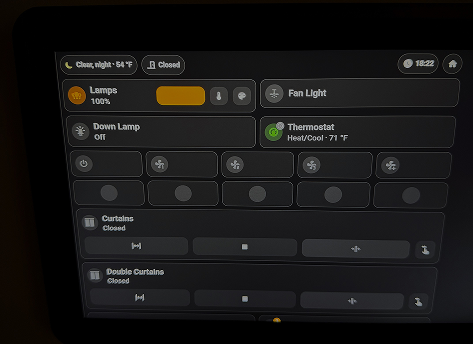 Clear, night · 54 °F
Closed
18:22
Lamps
100%
Fan Light
Down Lamp
Off
Thermostat
Heat/Cool · 71 °F
Curtains
Closed
Double Curtains
Closed